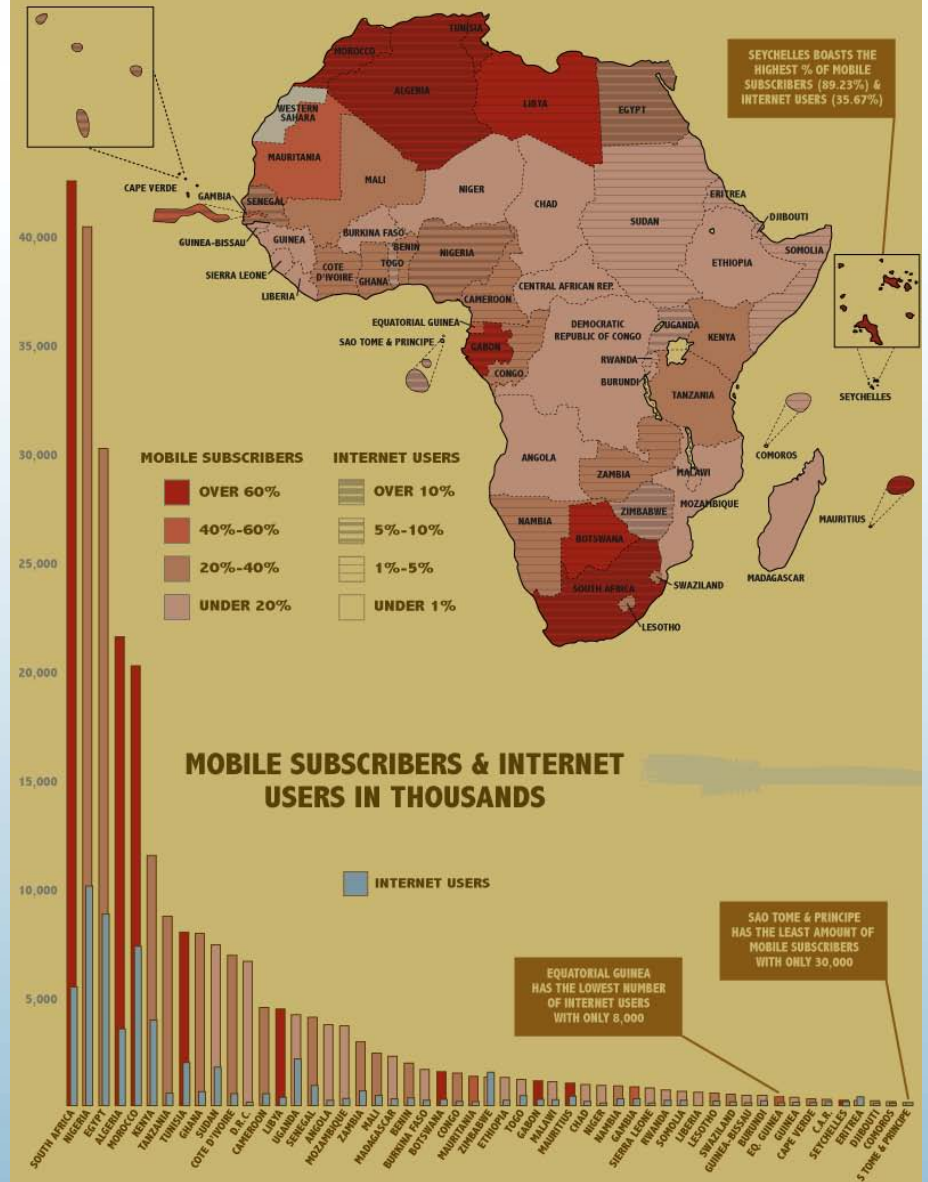 TUNISIA
MOROCCO
ALGERIA
LIBYA
EGYPT
WESTERN
SAHARA
MAURITANIA
MALI
NIGER
CHAD
SUDAN
ERITREA
DJIBOUTI
SOMOLIA
ETHIOPIA
CAPE VERDE
GAMBIA
SENEGAL
GUINEA-BISSAU
GUINEA
SIERRA LEONE
LIBERIA
BURKINA FASO
BENIN
TOGO
COTE
D'IVOIRE
GHANA
NIGERIA
CAMEROON
CENTRAL AFRICAN REP.
EQUATORIAL GUINEA
SAO TOME & PRINCIPE
GABON
CONGO
DEMOCRATIC
REPUBLIC OF CONGO
UGANDA
KENYA
RWANDA
BURUNDI
TANZANIA
SEYCHELLES
COMOROS
ANGOLA
ZAMBIA
MALAWI
MOZAMBIQUE
ZIMBABWE
NAMBIA
BOTSWANA
SOUTH AFRICA
SWAZILAND
LESOTHO
MADAGASCAR
MAURITIUS
SEYCHELLES BOASTS THE
HIGHEST % OF MOBILE
SUBSCRIBERS (89.23%) &
INTERNET USERS (35.67%)
MOBILE SUBSCRIBERS
OVER 60%
40%-60%
20%-40%
UNDER 20%
INTERNET USERS
OVER 10%
5%-10%
1%-5%
UNDER 1%
MOBILE SUBSCRIBERS & INTERNET
USERS IN THOUSANDS
INTERNET USERS
EQUATORIAL GUINEA
HAS THE LOWEST NUMBER
OF INTERNET USERS
WITH ONLY 8,000
SAO TOME & PRINCIPE
HAS THE LEAST AMOUNT OF
MOBILE SUBSCRIBERS
WITH ONLY 30,000
40,000
35,000
30,000
25,000
20,000
15,000
10,000
5,000
SOUTH AFRICA
NIGERIA
EGYPT
ALGERIA
MOROCCO
KENYA
TANZANIA
TUNISIA
GHANA
SUDAN
COTE D'IVOIRE
D.R.C.
CAMEROON
LIBYA
UGANDA
SENEGAL
ANGOLA
MOZAMBIQUE
ZAMBIA
MALI
MADAGASCAR
BENIN
BURKINA FASO
BOTSWANA
CONGO
MAURITANIA
ZIMBABWE
ETHIOPIA
TOGO
GABON
MALAWI
MAURITIUS
CHAD
NIGER
NAMBIA
GAMBIA
SIERRA LEONE
RWANDA
SOMOLIA
LIBERIA
LESOTHO
SWAZILAND
GUINEA-BISSAU
BURUNDI
EQ. GUINEA
GUINEA
CAPE VERDE
C.A.R.
SEYCHELLES
ERITREA
DJIBOUTI
COMOROS
S TOME & PRINCIPE